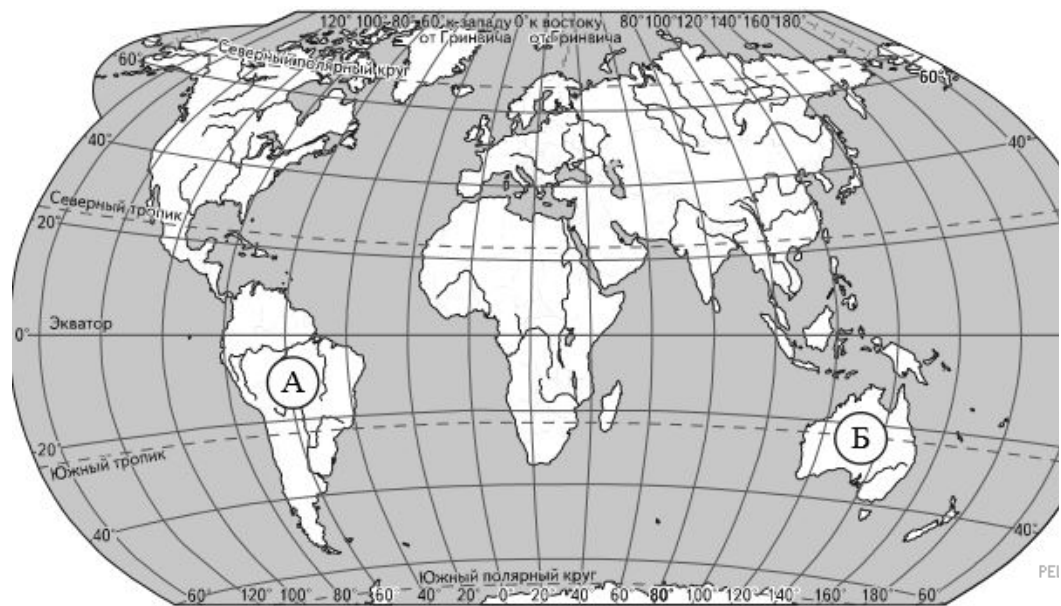 120° 100° 80° 60° к западу 0° к востоку 80° 100° 120° 140° 160° 180°
от Гринвича от Гринвича
60°
Северный полярный круг
60°
40°
40°
Северный тропик
20°
Экватор
0°
А
Б
20°
Южный тропик
40°
40°
Южный полярный круг
60° 120° 100° 80° 60° 40° 20° 0° 20° 40° 60° 80° 100° 120° 140° 160° 180° 60°